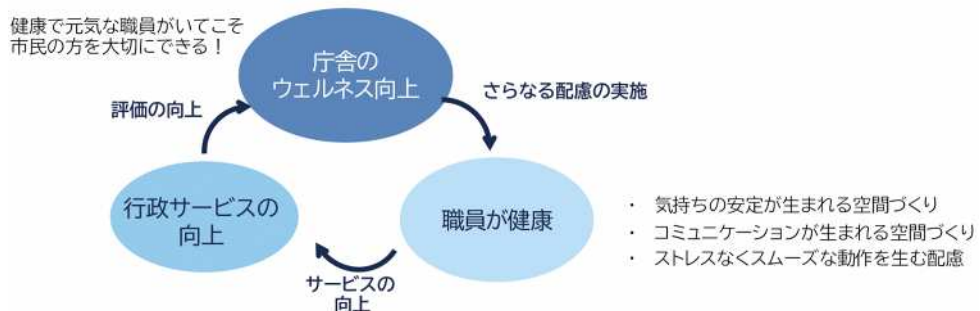 健康で元気な職員がいてこそ
市民の方を大切にできる！
庁舎の
ウェルネス向上
評価の向上
さらなる配慮の実施
行政サービスの
向上
職員が健康
・ 気持ちの安定が生まれる空間づくり
・ コミュニケーションが生まれる空間づくり
・ ストレスなくスムーズな動作を生む配慮
サービスの
向上